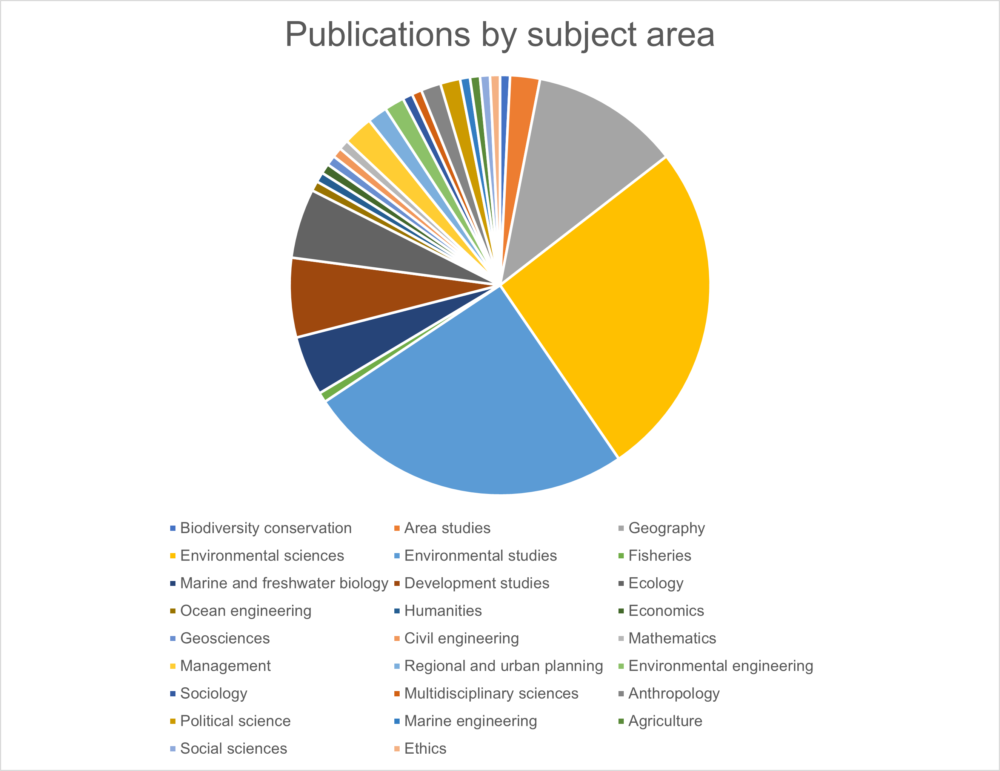 Publications by subject area
Biodiversity conservation Area studies Geography
Environmental sciences Environmental studies Fisheries
Marine and freshwater biology Development studies Ecology
Ocean engineering Humanities Economics
Geosciences Civil engineering Mathematics
Management Regional and urban planning Environmental engineering
Sociology Multidisciplinary sciences Anthropology
Political science Marine engineering Agriculture
Social sciences Ethics